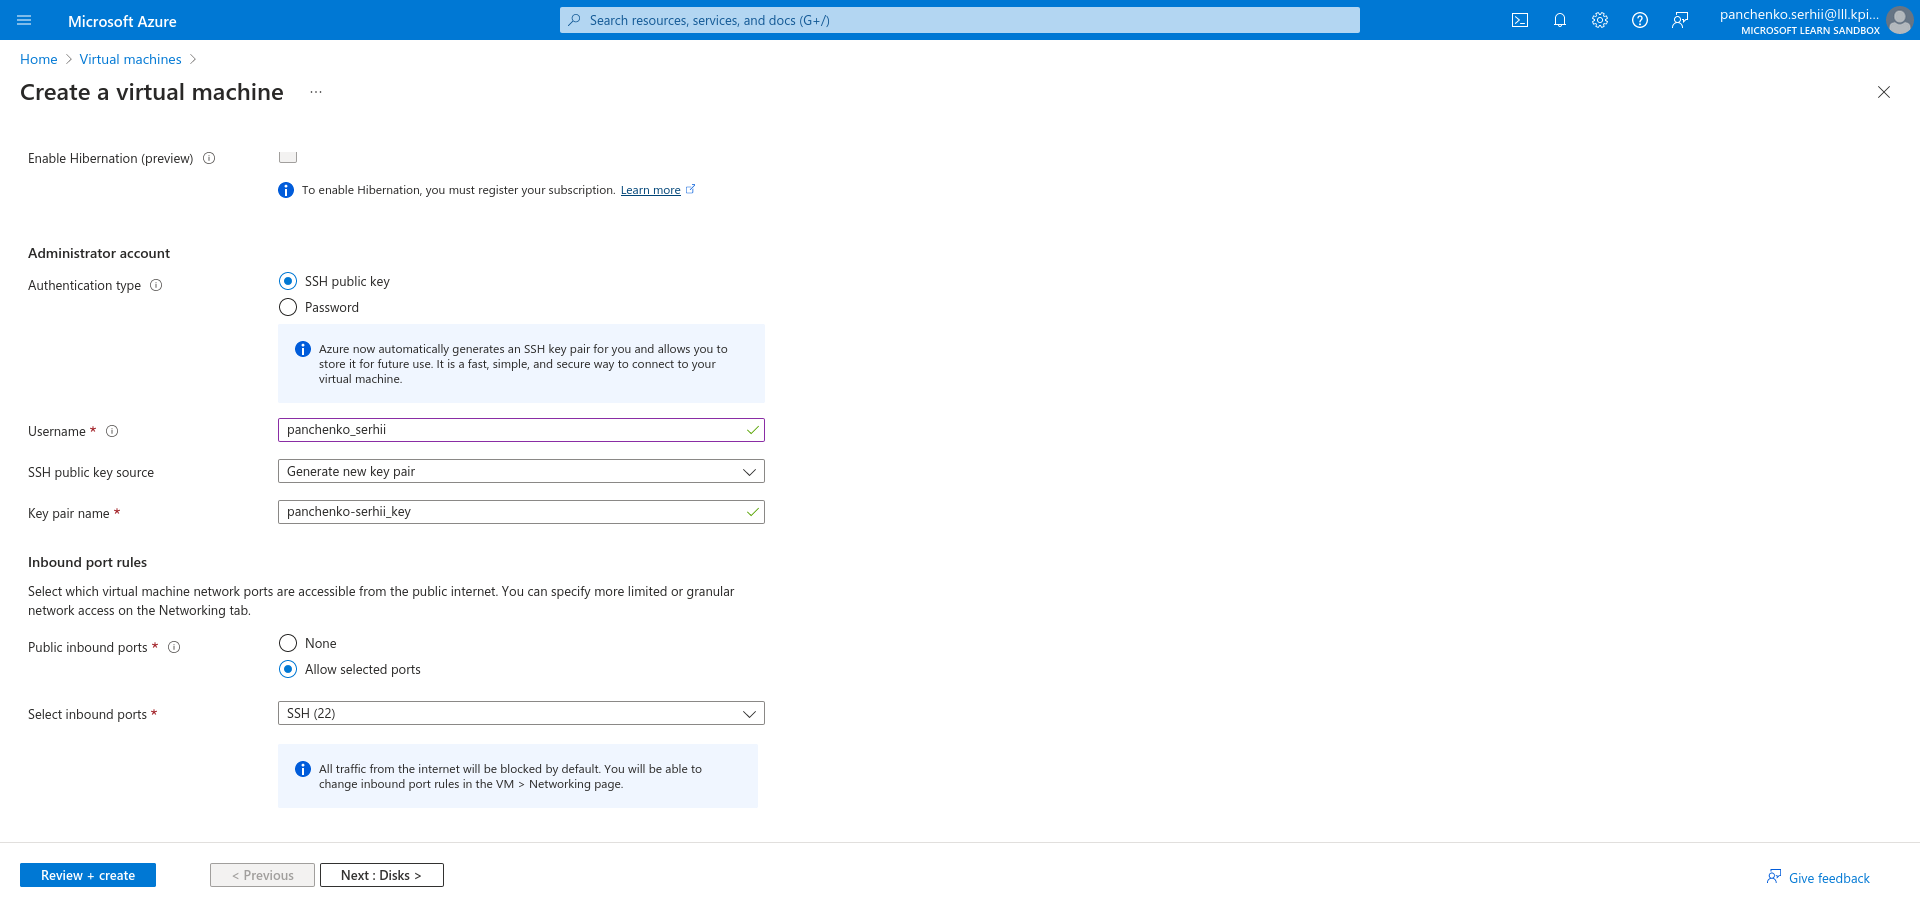 Microsoft Azure
Search resources, services, and docs (G+/)
panchenko.serhii@lll.kpi...
MICROSOFT LEARN SANDBOX
Home > Virtual machines >
Create a virtual machine ...
Enable Hibernation (preview)
To enable Hibernation, you must register your subscription. Learn more
Administrator account
Authentication type
SSH public key
Password
Azure now automatically generates an SSH key pair for you and allows you to
store it for future use. It is a fast, simple, and secure way to connect to your
virtual machine.
Username *
panchenko_serhii
SSH public key source
Generate new key pair
Key pair name *
panchenko-serhii_key
Inbound port rules
Select which virtual machine network ports are accessible from the public internet. You can specify more limited or granular
network access on the Networking tab.
Public inbound ports *
None
Allow selected ports
Select inbound ports *
SSH (22)
All traffic from the internet will be blocked by default. You will be able to
change inbound port rules in the VM > Networking page.
Review + create
< Previous
Next : Disks >
Give feedback